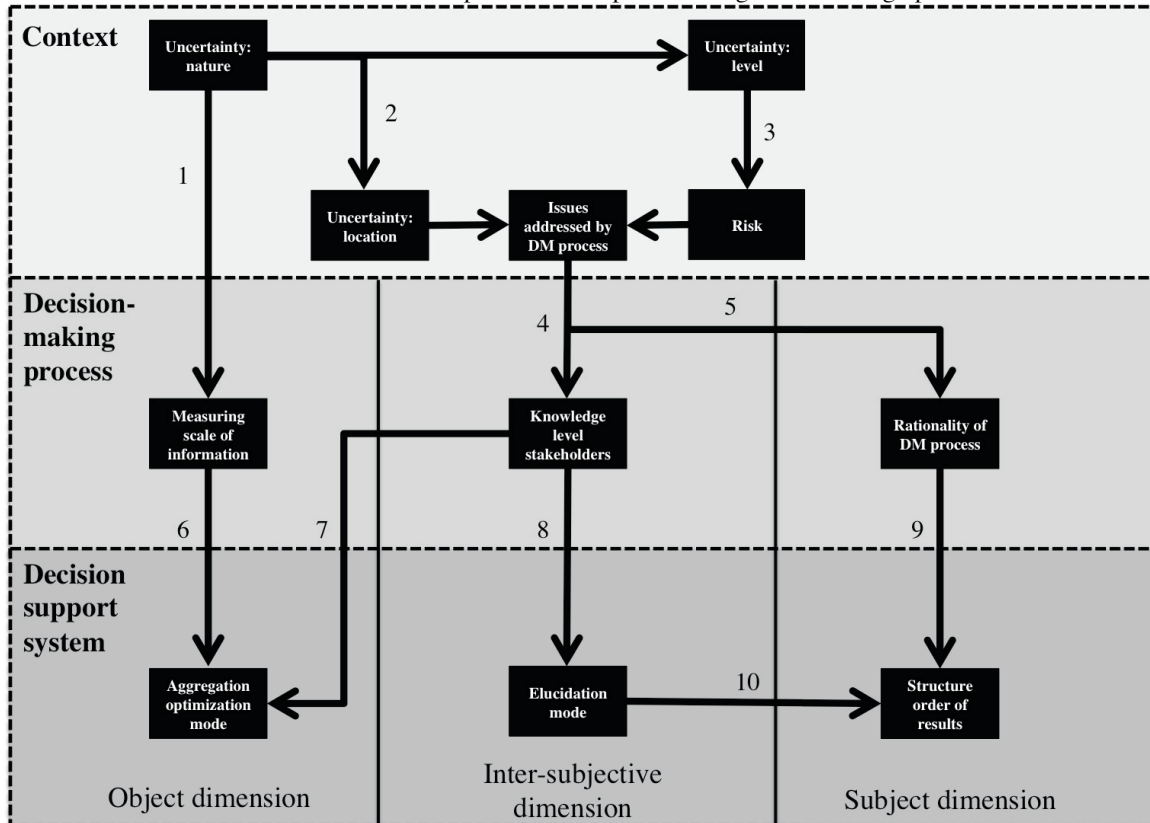 Context
Uncertainty:
nature
Uncertainty:
level
1
2
3
Uncertainty:
location
Issues
addressed by
DM process
Risk
Decision-
making
process
4
5
Measuring
scale of
information
Knowledge
level
stakeholders
Rationality of
DM process
6
7
8
9
Decision
support
system
Aggregation
optimization
mode
Elucidation
mode
10
Structure
order of
results
Object dimension
Inter-subjective
dimension
Subject dimension